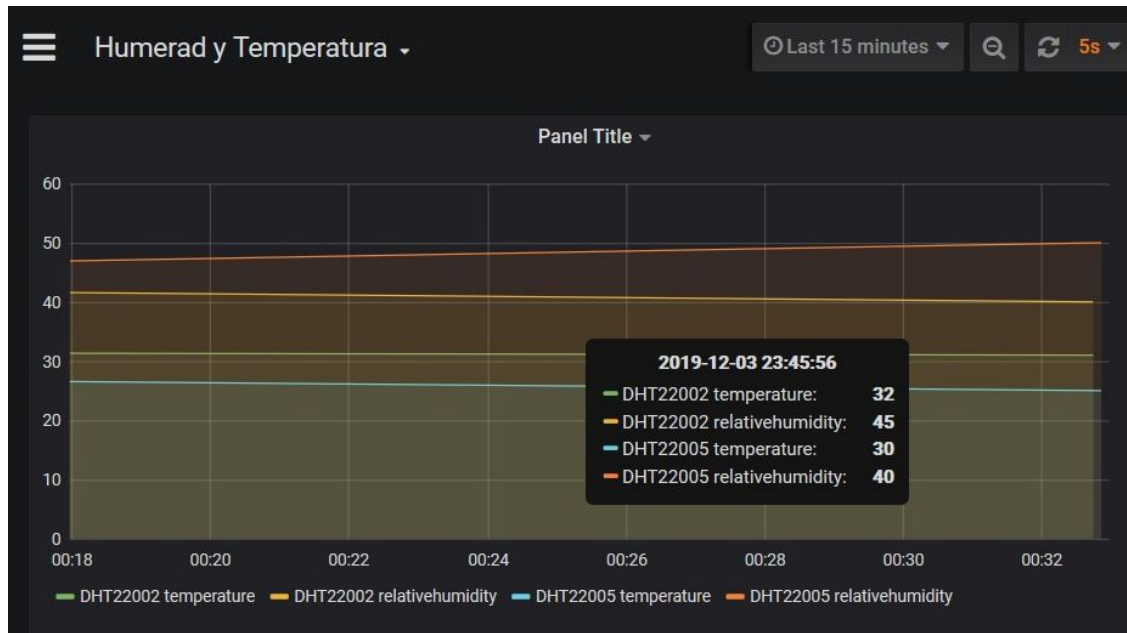 Humerad y Temperatura
Last 15 minutes
5s
Panel Title
60
50
40
30
20
10
0
2019-12-03 23:45:56
DHT22002 temperature: 32
DHT22002 relativehumidity: 45
DHT22005 temperature: 30
DHT22005 relativehumidity: 40
00:18 00:20 00:22 00:24 00:26 00:28 00:30 00:32
DHT22002 temperature DHT22002 relativehumidity DHT22005 temperature DHT22005 relativehumidity